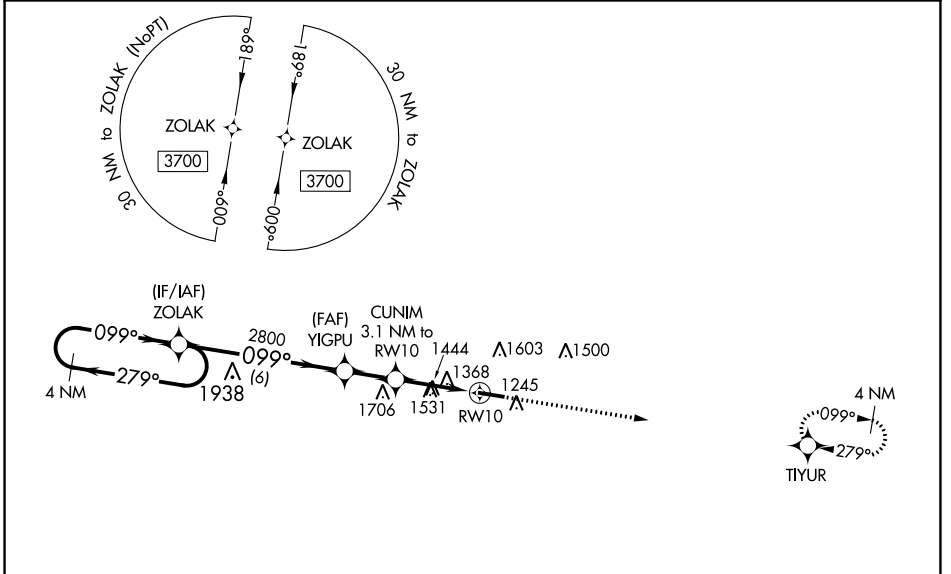 30 NM to ZOLAK (NoPT)
189°
ZOLAK
3700
009°
189°
ZOLAK
3700
009°
30 NM to ZOLAK
(IF/IAF)
ZOLAK
099°
279°
4 NM
2800
099°
(6)
1938
(FAF)
YIGPU
CUNIM
3.1 NM to
RW10
1444
1368
1603
1500
1706
1531
RW10
1245
4 NM
099°
279°
TIYUR